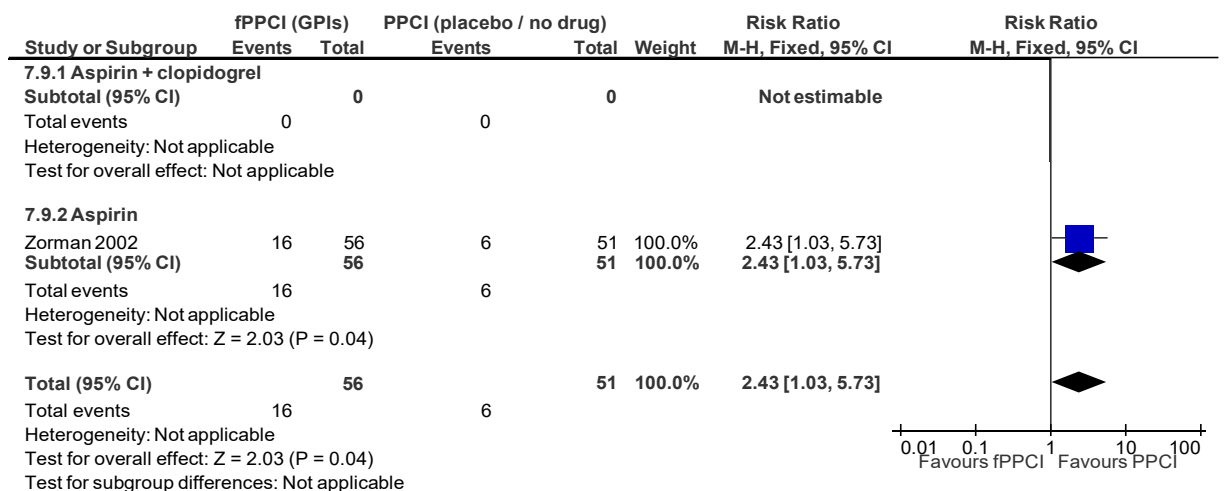 fPPCI (GPIs) PPCI (placebo / no drug) Risk Ratio Risk Ratio
Study or Subgroup Events Total Events Total Weight M-H, Fixed, 95% CI M-H, Fixed, 95% CI
7.9.1 Aspirin + clopidogrel
Subtotal (95% CI) 0 0 Not estimable
Total events 0 0
Heterogeneity: Not applicable
Test for overall effect: Not applicable
7.9.2 Aspirin
Zorman 2002 16 56 6 51 100.0% 2.43 [1.03, 5.73]
Subtotal (95% CI) 56 51 100.0% 2.43 [1.03, 5.73]
Total events 16 6
Heterogeneity: Not applicable
Test for overall effect: Z = 2.03 (P = 0.04)
Total (95% CI) 56 51 100.0% 2.43 [1.03, 5.73]
Total events 16 6
Heterogeneity: Not applicable
Test for overall effect: Z = 2.03 (P = 0.04)
Test for subgroup differences: Not applicable
0.01 0.1 1 10 100
Favours fPPCI Favours PPCI